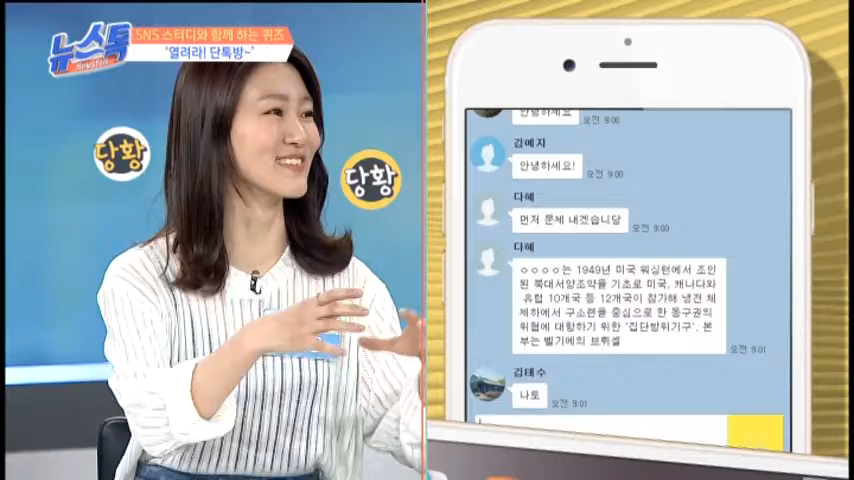 뉴스톡
Newstalk
SNS 스터디와 함께 하는 퀴즈
'열려라! 단톡방~'
당황
당황
안녕하세요
오전 9:00
김예지
안녕하세요!
오전 9:00
다혜
먼저 문제 내겠습니당
오전 9:00
다혜
ㅇㅇㅇㅇ는 1949년 미국 워싱턴에서 조인
된 북대서양조약을 기초로 미국, 캐나다와
유럽 10개국 등 12개국이 참가해 냉전 체
제하에서 구소련을 중심으로 한 동구권의
위협에 대항하기 위한 '집단방위기구'. 본
부는 벨기에의 브뤼셀
오전 9:01
김태수
나토
오전 9:01